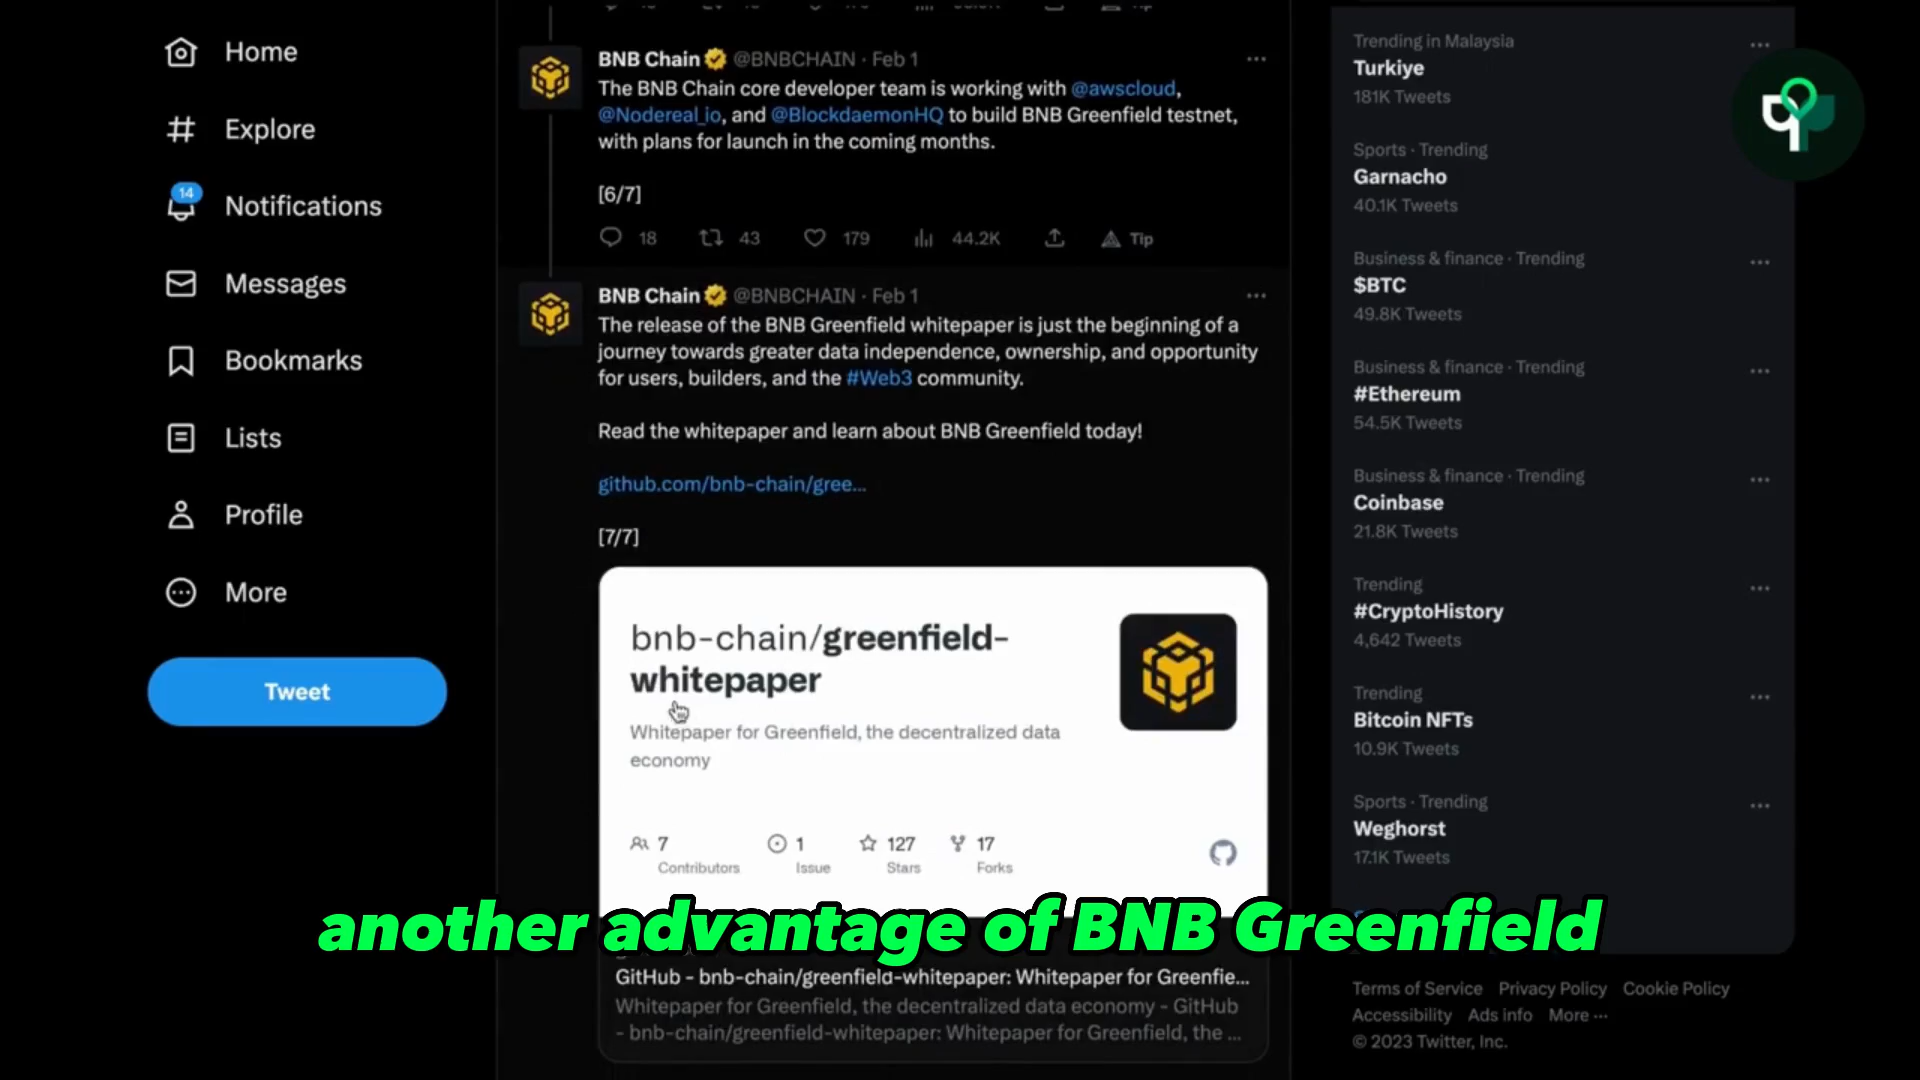 Home
Explore
14
Notifications
Messages
Bookmarks
Lists
Profile
More
Tweet
BNB Chain @BNBCHAIN · Feb 1
The BNB Chain core developer team is working with @awscloud,
@Nodereal_io, and @BlockdaemonHQ to build BNB Greenfield testnet,
with plans for launch in the coming months.
[6/7]
18 43 179 44.2K Tip
BNB Chain @BNBCHAIN · Feb 1
The release of the BNB Greenfield whitepaper is just the beginning of a
journey towards greater data independence, ownership, and opportunity
for users, builders, and the #Web3 community.
Read the whitepaper and learn about BNB Greenfield today!
github.com/bnb-chain/gree...
[7/7]
bnb-chain/greenfield-
whitepaper
Whitepaper for Greenfield, the decentralized data
economy
7 1 127 17
Contributors Issue Stars Forks
another advantage of BNB Greenfield
GitHub - bnb-chain/greenfield-whitepaper: Whitepaper for Greenfie...
Whitepaper for Greenfield, the decentralized data economy - GitHub
- bnb-chain/greenfield-whitepaper: Whitepaper for Greenfield, the ...
Trending in Malaysia
Turkiye
181K Tweets
Sports · Trending
Garnacho
40.1K Tweets
Business & finance · Trending
$BTC
49.8K Tweets
Business & finance · Trending
#Ethereum
54.5K Tweets
Business & finance · Trending
Coinbase
21.8K Tweets
Trending
#CryptoHistory
4,642 Tweets
Trending
Bitcoin NFTs
10.9K Tweets
Sports · Trending
Weghorst
17.1K Tweets
Terms of Service Privacy Policy Cookie Policy
Accessibility Ads info More ···
© 2023 Twitter, Inc.